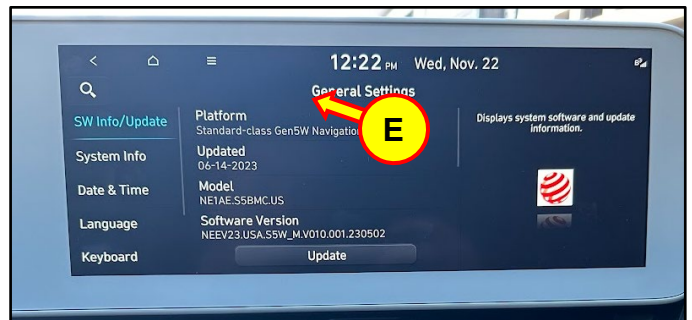 12:22 PM Wed, Nov. 22
General Settings
SW Info/Update
System Info
Date & Time
Language
Keyboard
Platform
Standard-class Gen5W Navigation
Updated
06-14-2023
Model
NE1AE.S5BMC.US
Software Version
NEEV23.USA.S5W_M.V010.001.230502
Update
E
Displays system software and update
information.